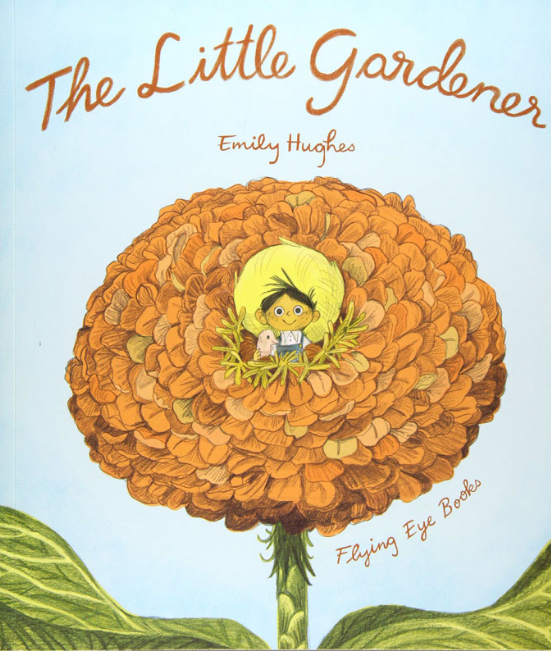 The Little Gardener
Emily Hughes
Flying Eye Books